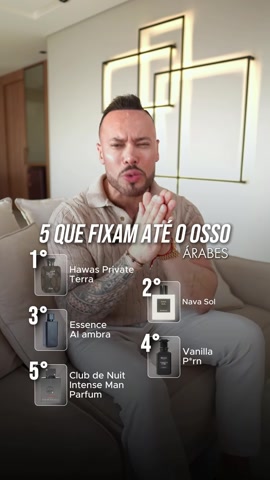 5 QUE FIXAM ATÉ O OSSO
ÁRABES
1°
Hawas Private
Terra
2°
Nava Sol
3°
Essence
Al ambra
4°
Vanilla
P*rn
5°
Club de Nuit
Intense Man
Parfum